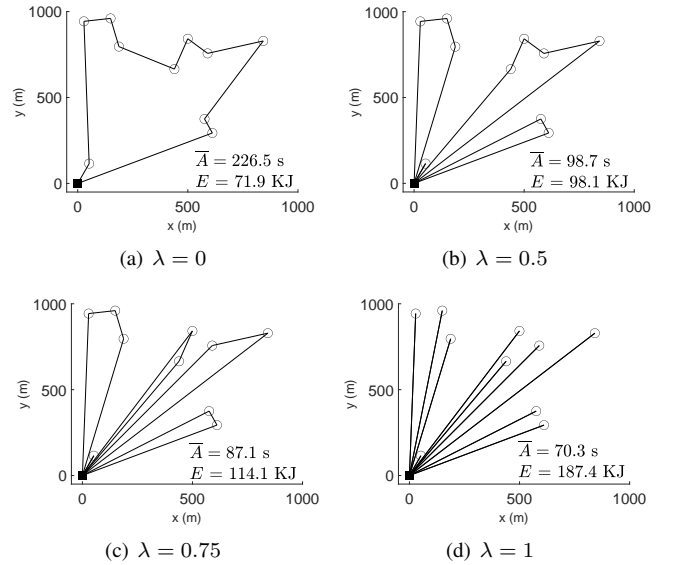 1000
500
0
y (m)
A̅ = 226.5 s
E = 71.9 KJ
0 500 1000
x (m)
(a) λ = 0
1000
500
0
y (m)
A̅ = 98.7 s
E = 98.1 KJ
0 500 1000
x (m)
(b) λ = 0.5
1000
500
0
y (m)
A̅ = 87.1 s
E = 114.1 KJ
0 500 1000
x (m)
(c) λ = 0.75
1000
500
0
y (m)
A̅ = 70.3 s
E = 187.4 KJ
0 500 1000
x (m)
(d) λ = 1